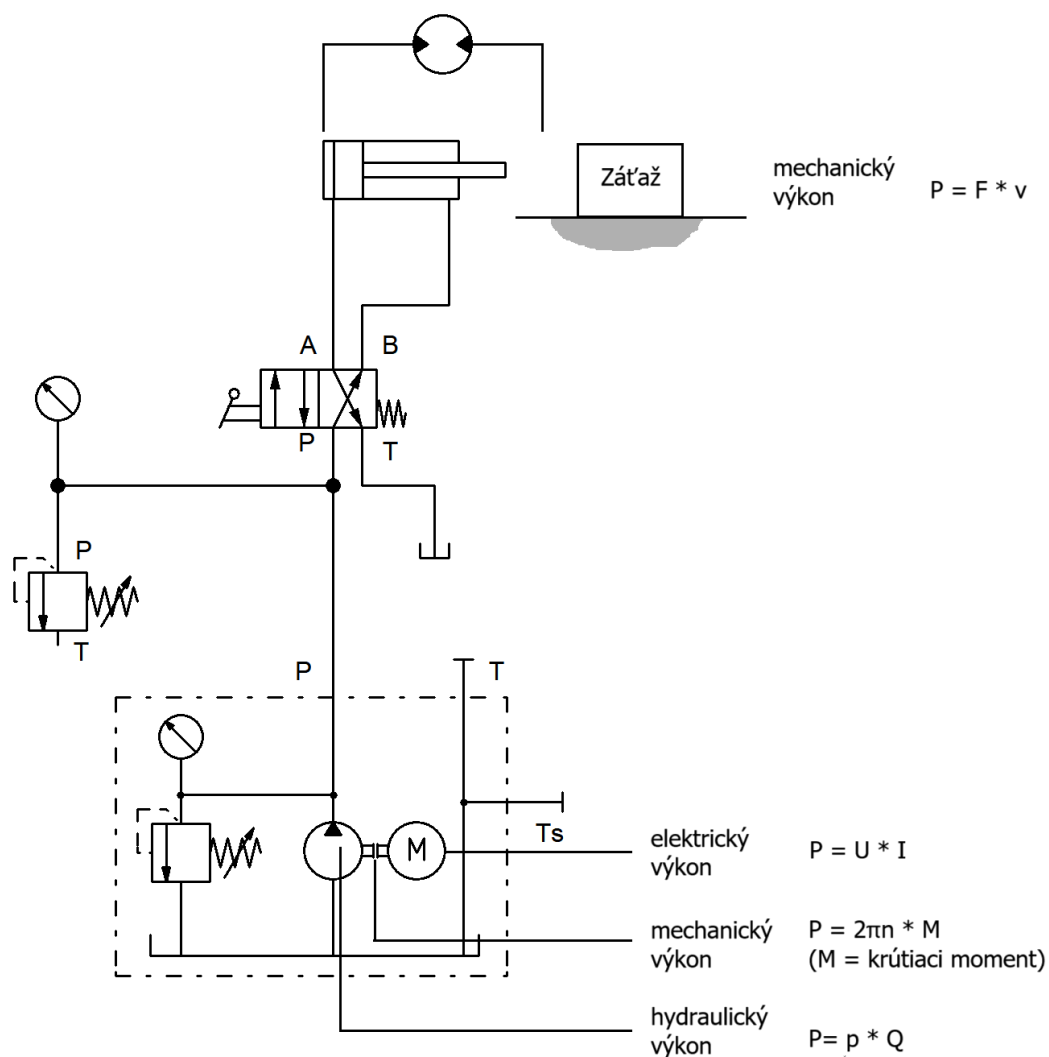 Záťaž
mechanický
výkon
P = F * v
A
B
P
T
P
T
P
T
M
Ts
elektrický
výkon
P = U * I
mechanický
výkon
P = 2πn * M
(M = krútiaci moment)
hydraulický
výkon
P= p * Q